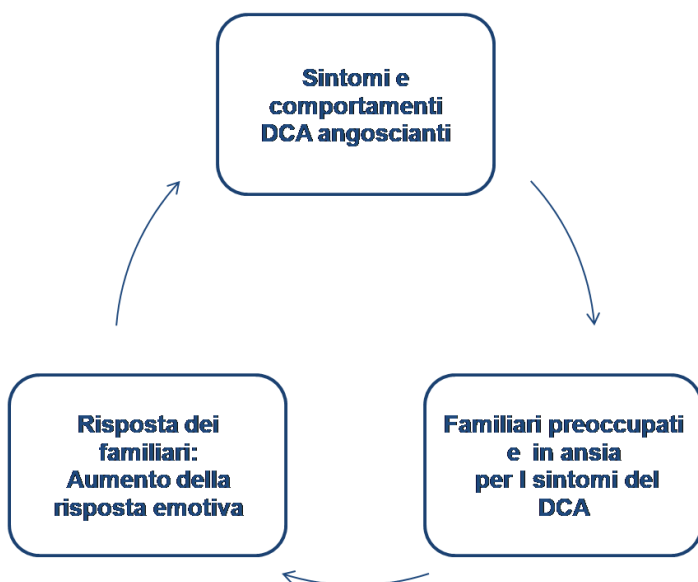 Sintomi e
comportamenti
DCA angoscianti
Risposta dei
familiari:
Aumento della
risposta emotiva
Familiari preoccupati
e in ansia
per I sintomi del
DCA